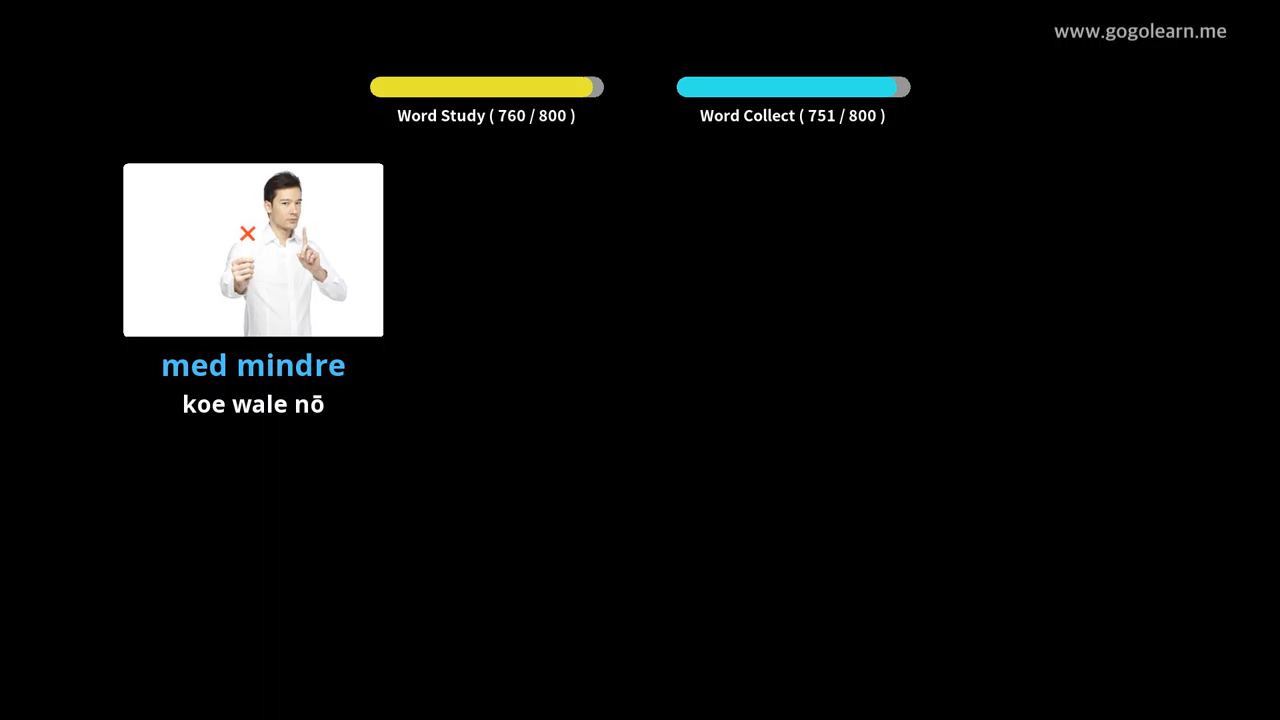 www.gogolearn.me
Word Study ( 760 / 800 )
Word Collect ( 751 / 800 )
med mindre
koe wale nō